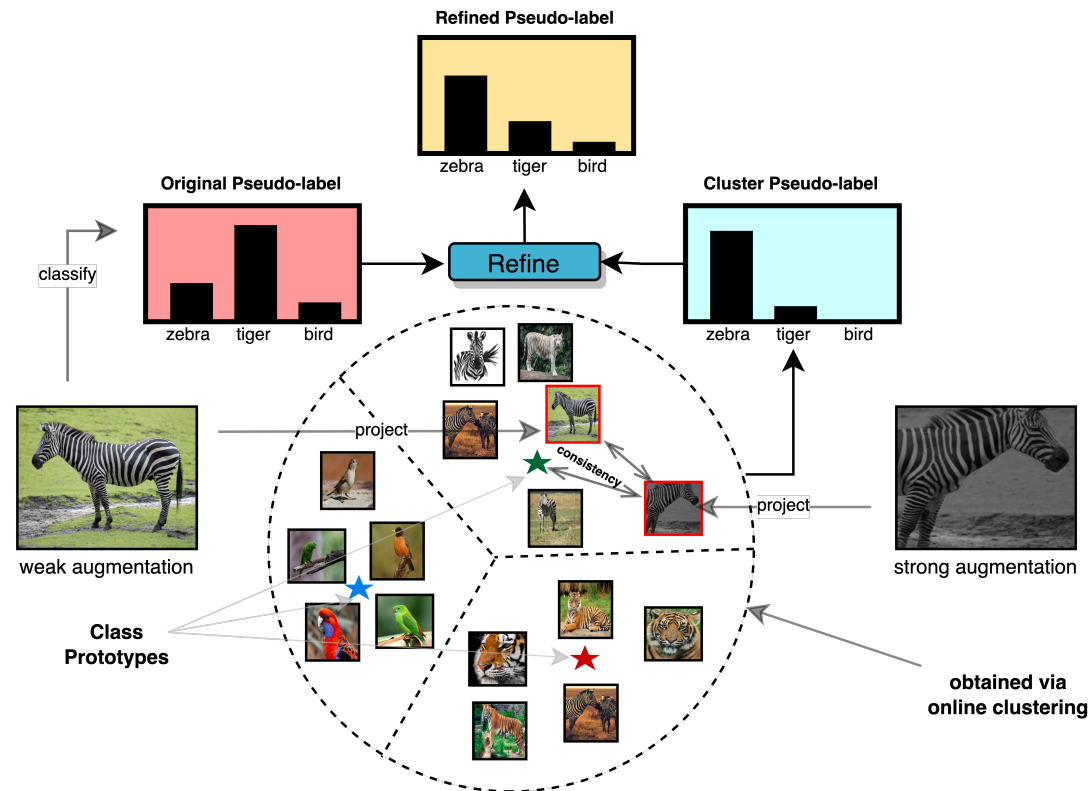 Refined Pseudo-label
zebra tiger bird
Original Pseudo-label
Cluster Pseudo-label
classify
Refine
zebra tiger bird
zebra tiger bird
project
consistency
project
weak augmentation
strong augmentation
Class
Prototypes
obtained via
online clustering